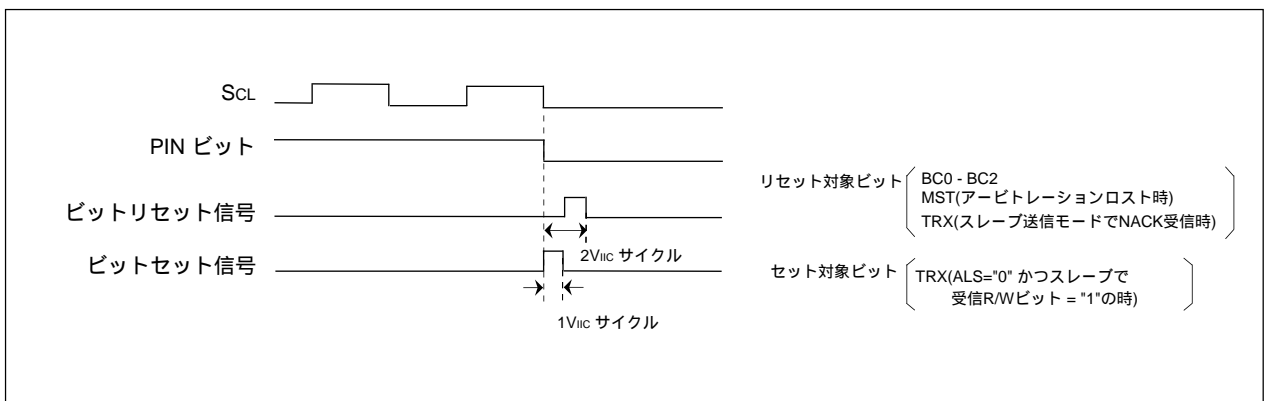 SCL
PIN ビット
ビットリセット信号
ビットセット信号
2VIIC サイクル
1VIIC サイクル
リセット対象ビット
BC0 - BC2
MST(アービトレーションロスト時)
TRX(スレーブ送信モードでNACK受信時)
セット対象ビット
TRX(ALS="0" かつスレーブで
受信R/Wビット = "1"の時)